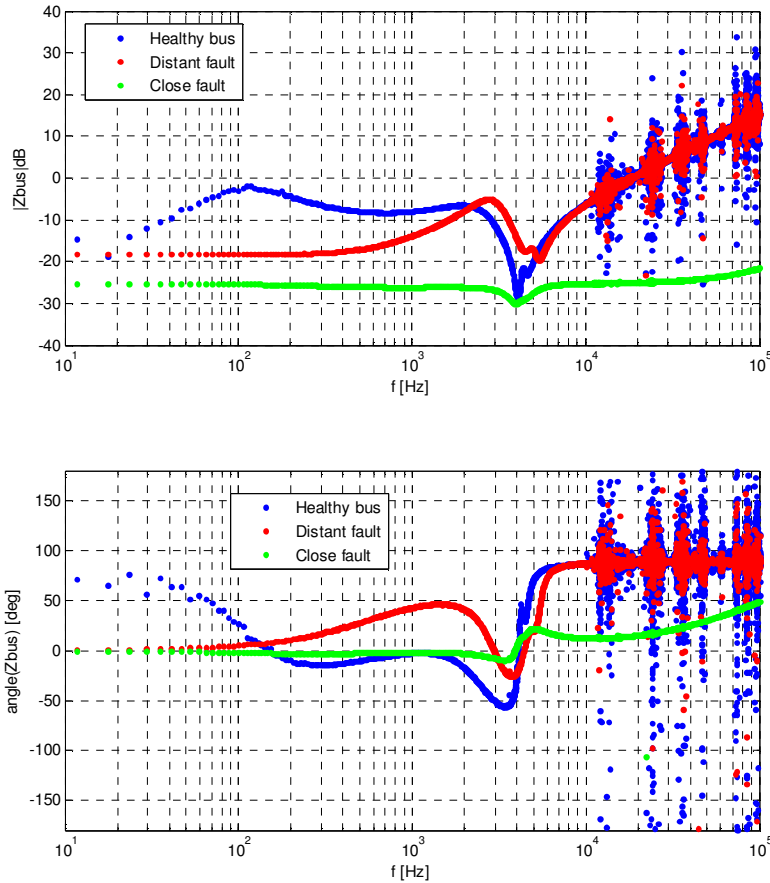 40
30
20
10
0
-10
-20
-30
-40
|Zbus|dB
Healthy bus
Distant fault
Close fault
10^1
10^2
10^3
10^4
10^5
f [Hz]
150
100
50
0
-50
-100
-150
angle(Zbus) [deg]
Healthy bus
Distant fault
Close fault
10^1
10^2
10^3
10^4
10^5
f [Hz]